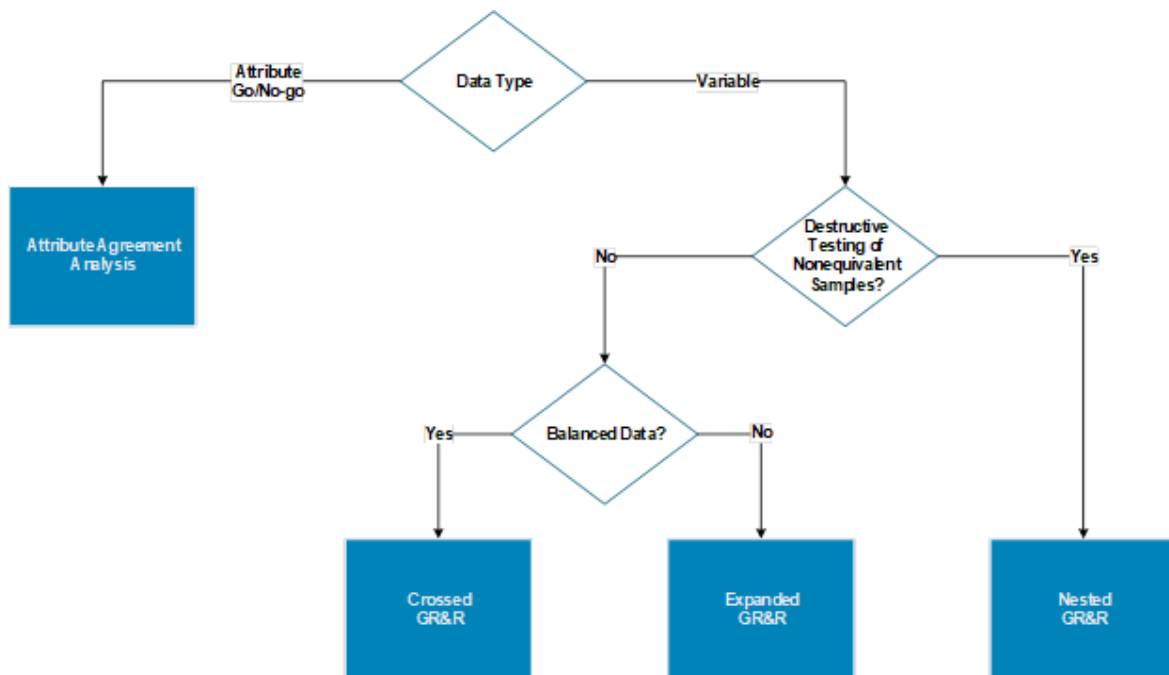 Attribute
Go/No-go
Data Type
Variable
Attribute Agreement
Analysis
Destructive
Testing of
Nonequivalent
Samples?
No
Yes
Yes
Balanced Data?
No
Crossed
GR&R
Expanded
GR&R
Nested
GR&R